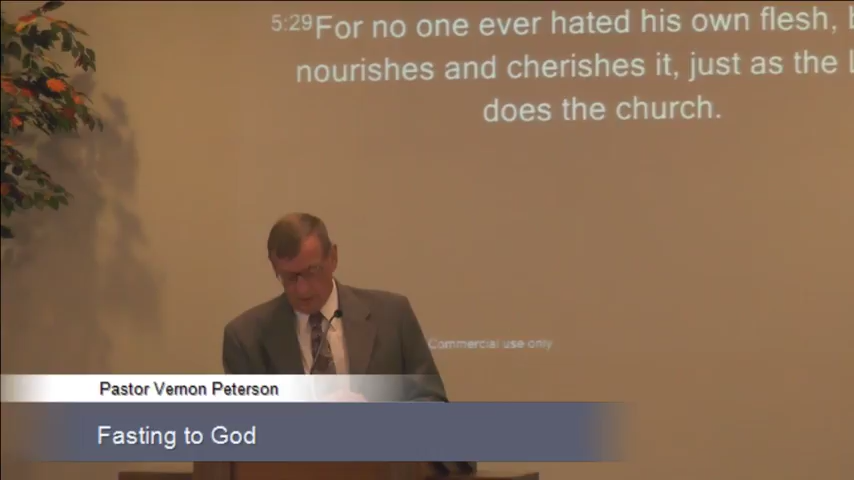 5:29For no one ever hated his own flesh,
nourishes and cherishes it, just as the
does the church.
Commercial use only
Pastor Vernon Peterson
Fasting to God